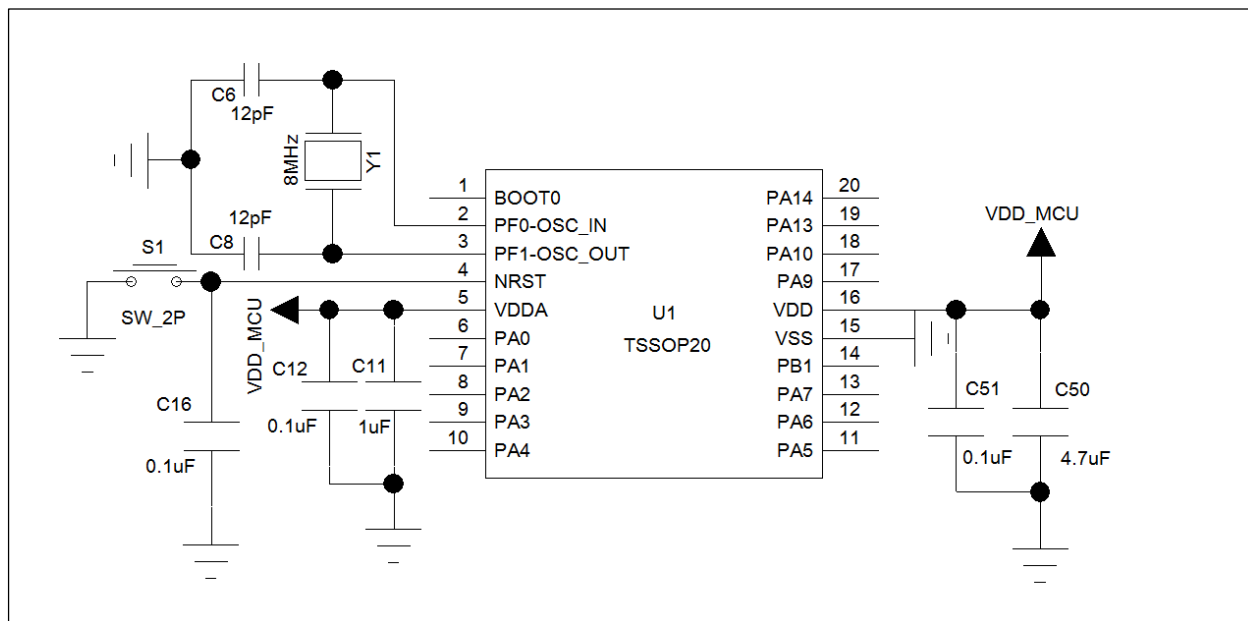 C6
12pF
8MHz
Y1
12pF
C8
S1
SW_2P
VDD_MCU
C12
C11
0.1uF
1uF
C16
0.1uF
1 BOOT0
2 PF0-OSC_IN
3 PF1-OSC_OUT
4 NRST
5 VDDA
6 PA0
7 PA1
8 PA2
9 PA3
10 PA4
U1
TSSOP20
PA14 20
PA13 19
PA10 18
PA9 17
VDD 16
VSS 15
PB1 14
PA7 13
PA6 12
PA5 11
VDD_MCU
C51
C50
0.1uF
4.7uF